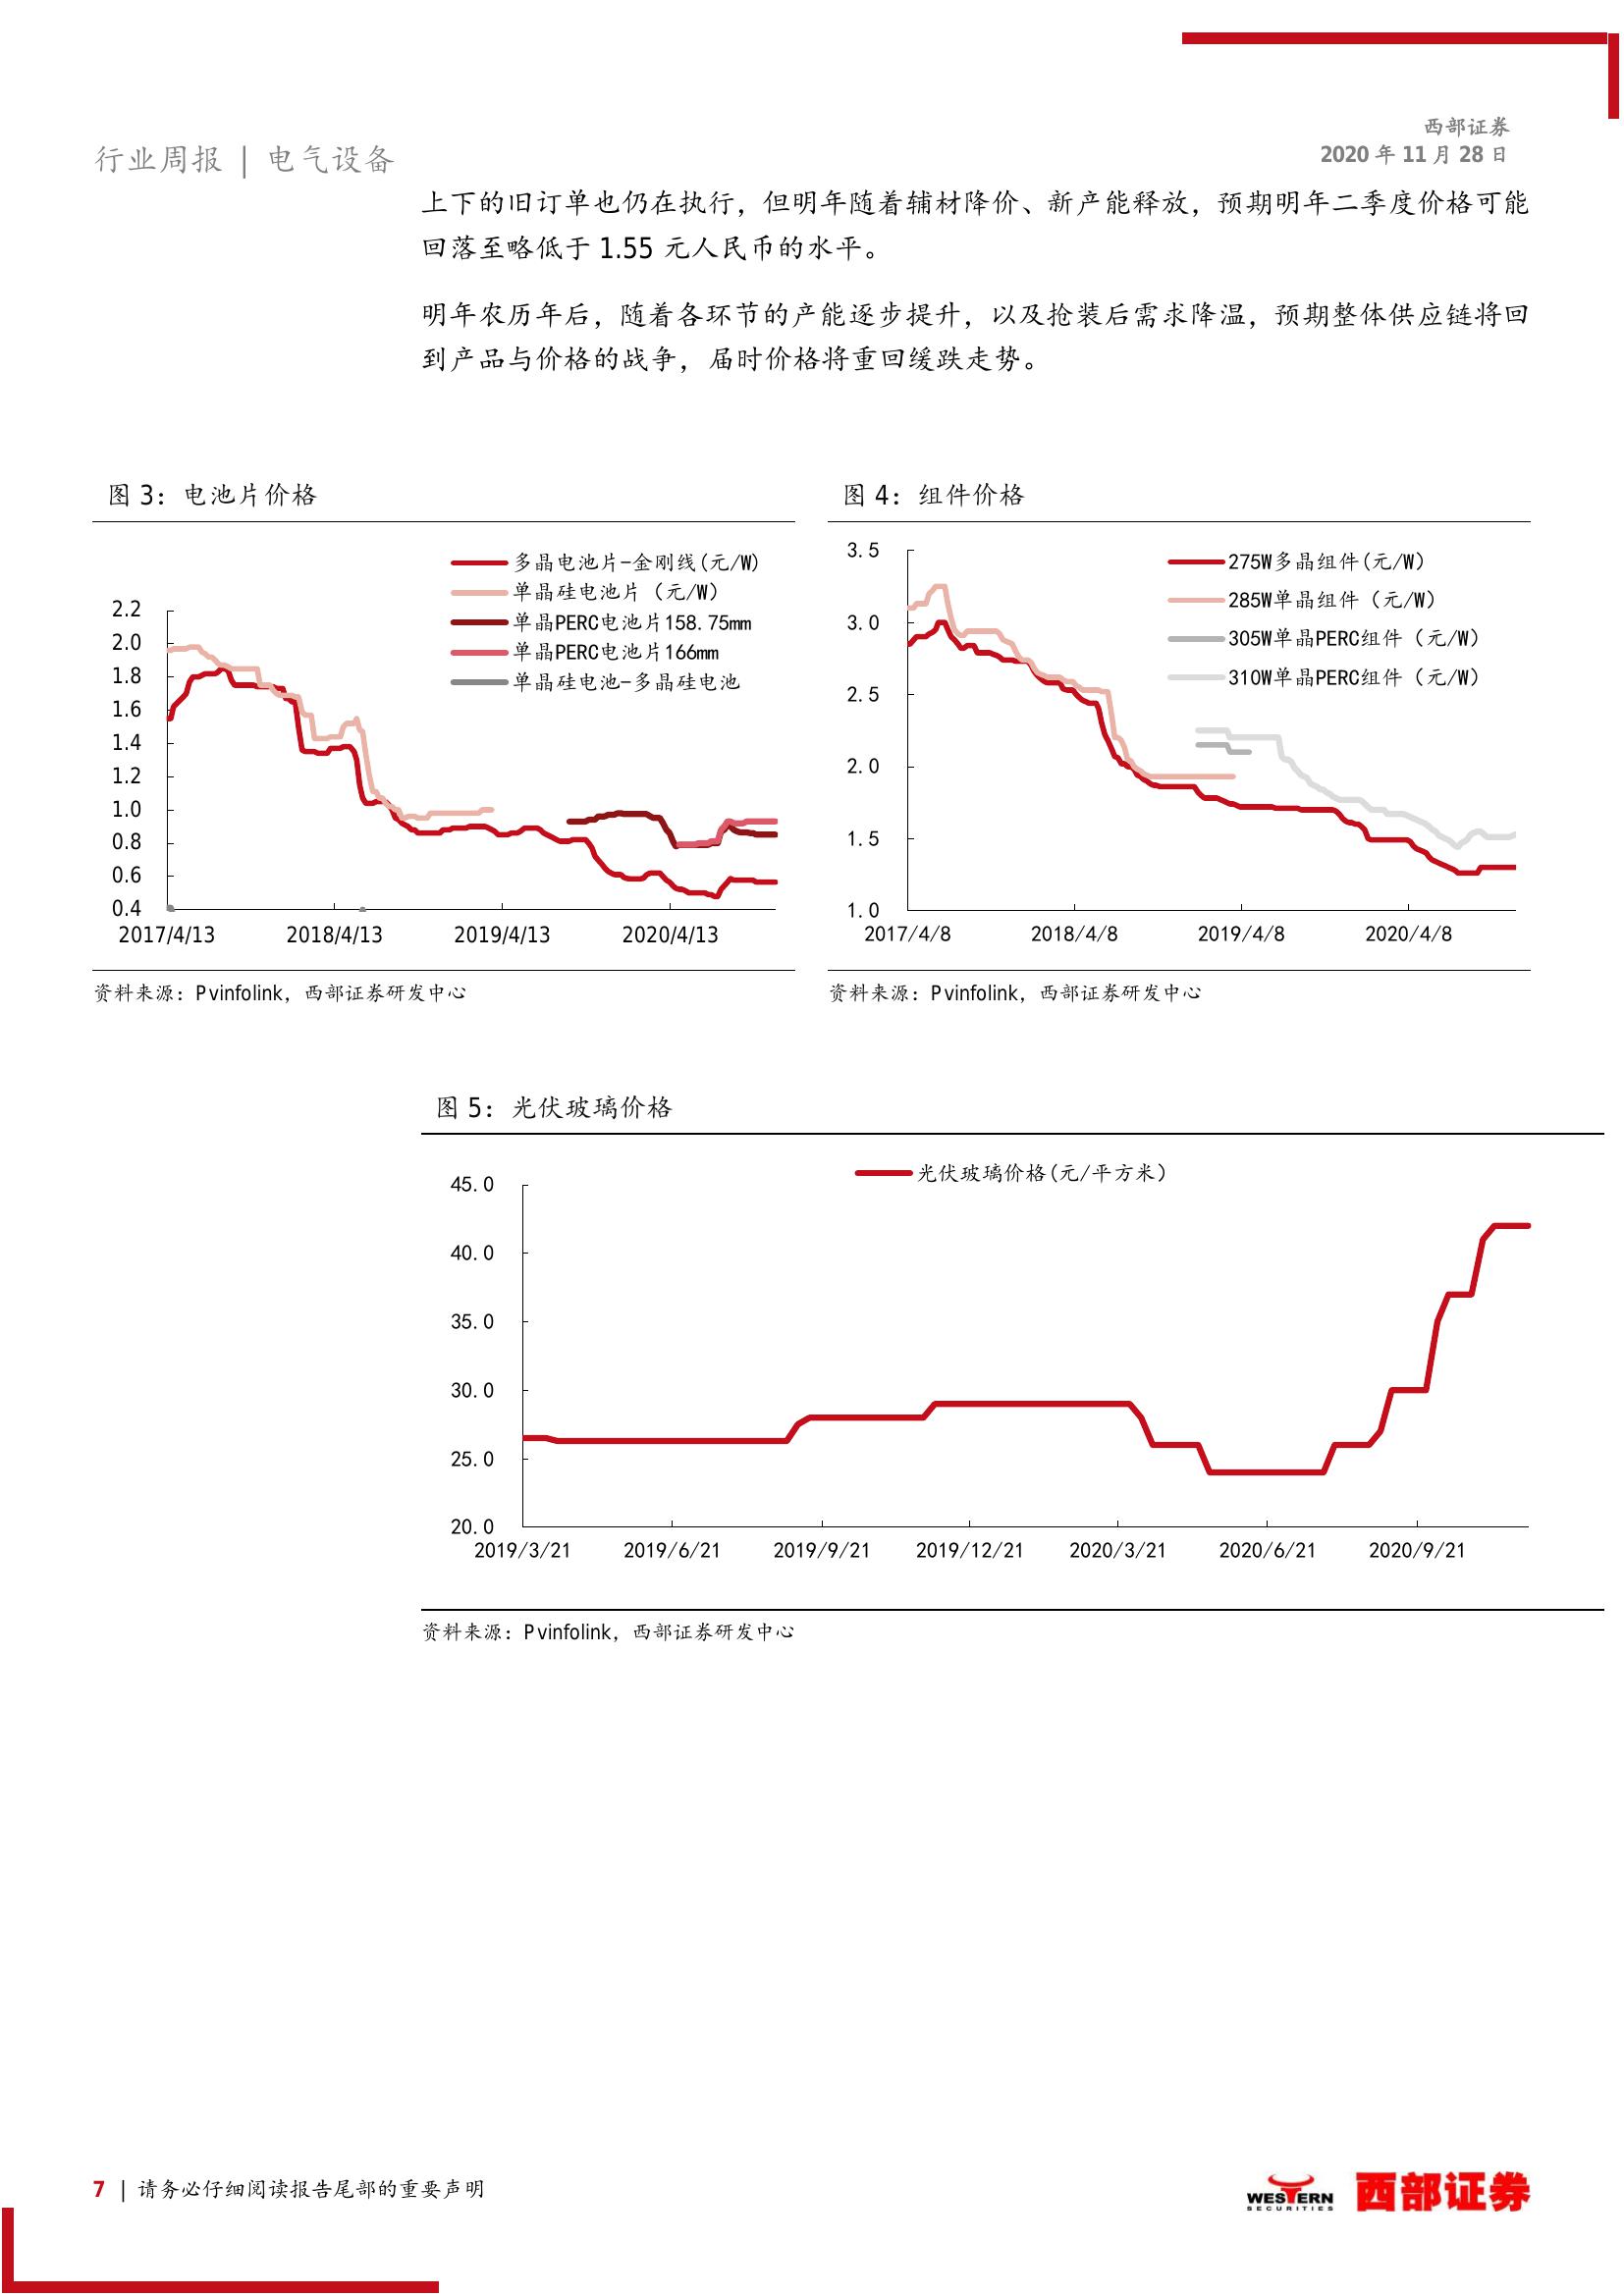 西部证券
行业周报 | 电气设备
2020 年 11 月 28 日
上下的旧订单也仍在执行，但明年随着辅材降价、新产能释放，预期明年二季度价格可能
回落至略低于 1.55 元人民币的水平。
明年农历年后，随着各环节的产能逐步提升，以及抢装后需求降温，预期整体供应链将回
到产品与价格的战争，届时价格将重回缓跌走势。
图 3：电池片价格
多晶电池片-金刚线(元/W)
单晶硅电池片（元/W）
单晶PERC电池片158.75mm
单晶PERC电池片166mm
单晶硅电池-多晶硅电池
2.2
2.0
1.8
1.6
1.4
1.2
1.0
0.8
0.6
0.4
2017/4/13 2018/4/13 2019/4/13 2020/4/13
资料来源：Pvinfolink，西部证券研发中心
图 4：组件价格
275W多晶组件(元/W)
285W单晶组件（元/W）
305W单晶PERC组件（元/W）
310W单晶PERC组件（元/W）
3.5
3.0
2.5
2.0
1.5
1.0
2017/4/8 2018/4/8 2019/4/8 2020/4/8
资料来源：Pvinfolink，西部证券研发中心
图 5：光伏玻璃价格
光伏玻璃价格(元/平方米)
45.0
40.0
35.0
30.0
25.0
20.0
2019/3/21 2019/6/21 2019/9/21 2019/12/21 2020/3/21 2020/6/21 2020/9/21
资料来源：Pvinfolink，西部证券研发中心
7 | 请务必仔细阅读报告尾部的重要声明
WESTERN
SECURITIES
西部证券